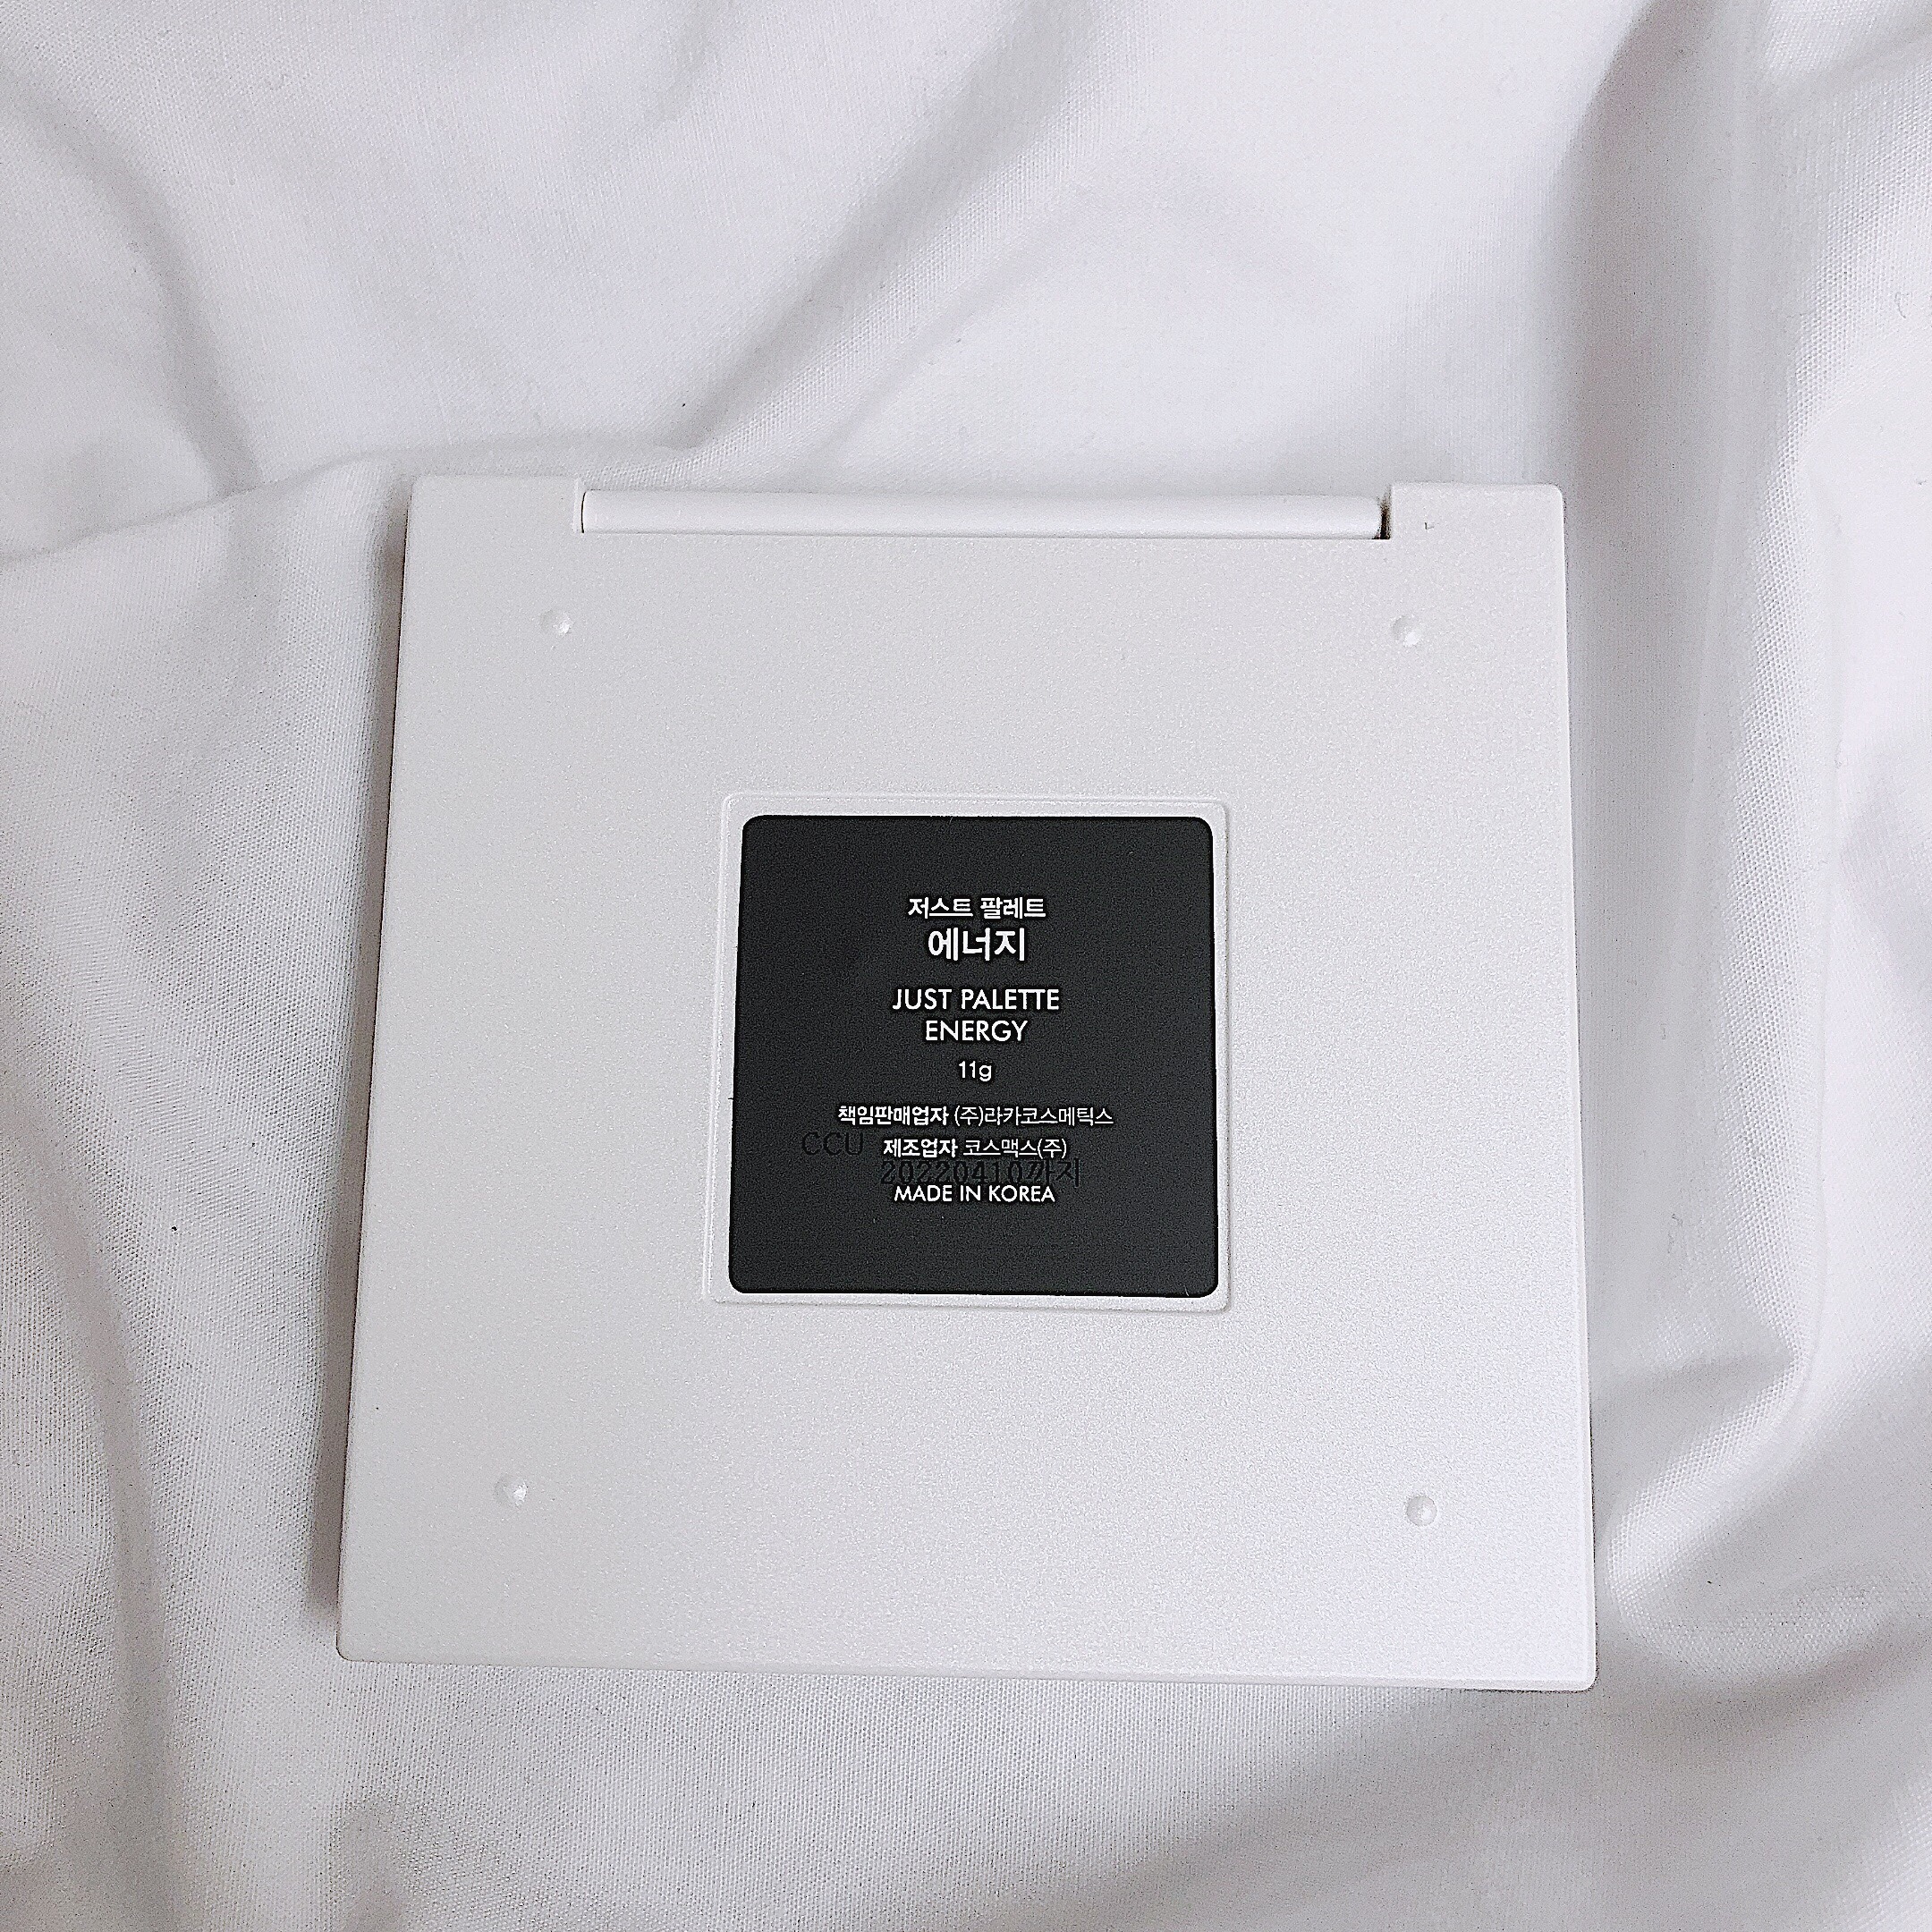 저스트 팔레트
에너지
JUST PALETTE
ENERGY
11g
책임판매업자 (주)라카코스메틱스
CCU 제조업자 코스맥스(주)
20220410까지
MADE IN KOREA